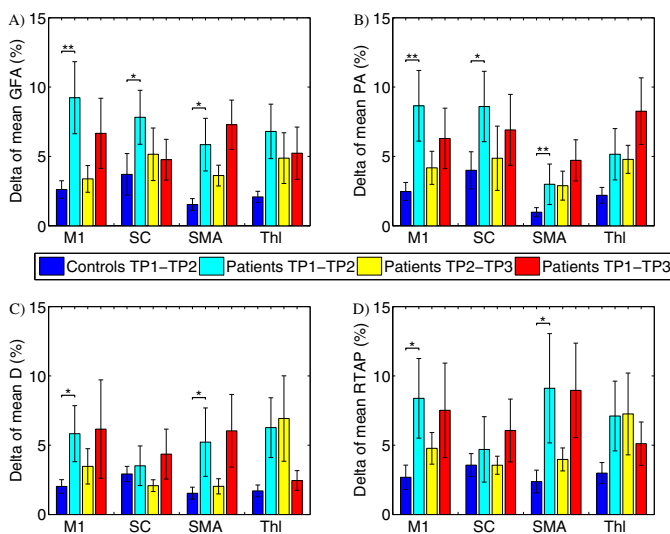 A)
Delta of mean GFA (%)
15
10
5
0
** * *
M1 SC SMA Thl
B)
Delta of mean PA (%)
15
10
5
0
** * **
M1 SC SMA Thl
Controls TP1−TP2 Patients TP1−TP2 Patients TP2−TP3 Patients TP1−TP3
C)
Delta of mean D (%)
15
10
5
0
* *
M1 SC SMA Thl
D)
Delta of mean RTAP (%)
15
10
5
0
* *
M1 SC SMA Thl